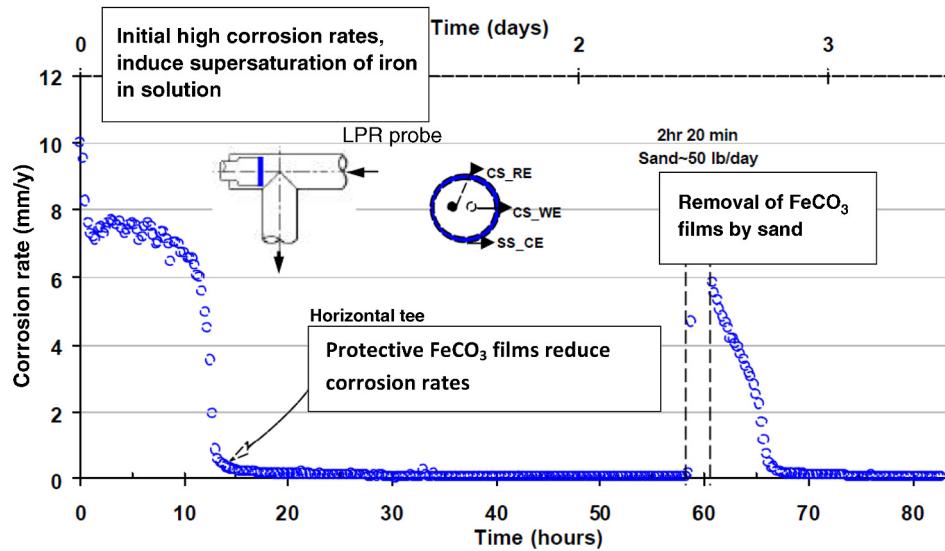 Time (days)
0
2
3
Initial high corrosion rates,
induce supersaturation of iron
in solution
12
10
8
6
4
2
0
Corrosion rate (mm/y)
LPR probe
CS_RE
CS_WE
SS_CE
2hr 20 min
Sand~50 lb/day
Removal of FeCO₃
films by sand
Horizontal tee
Protective FeCO₃ films reduce
corrosion rates
0
10
20
30
40
50
60
70
80
Time (hours)